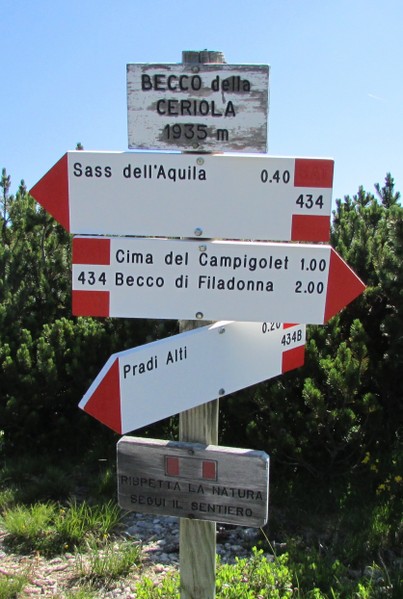 BECCO della
CERIOLA
1935 m
Sass dell'Aquila 0.40
434
Cima del Campigolet 1.00
434 Becco di Filadonna 2.00
0.20
Pradi Alti 434B
RISPETTA LA NATURA
SEGUI IL SENTIERO